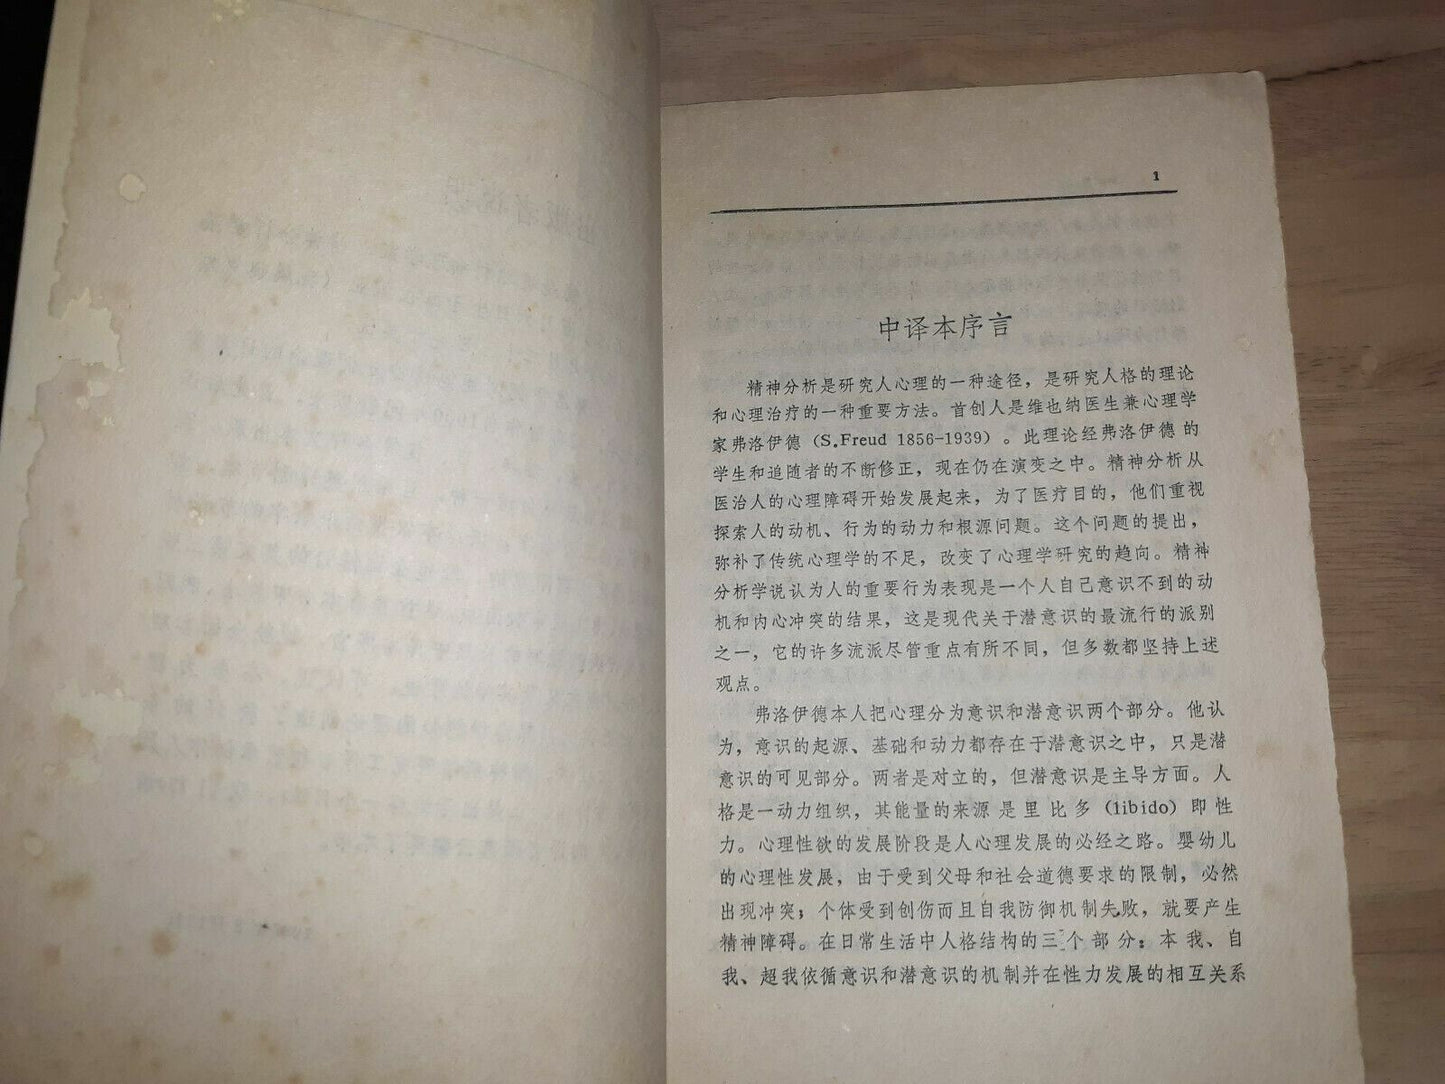 1
中译本序言
精神分析是研究人心理的一种途径，是研究人格的理论
和心理治疗的一种重要方法。首创人是维也纳医生兼心理学
家弗洛伊德（S.Freud 1856-1939）。此理论经弗洛伊德的
学生和追随者的不断修正，现在仍在演变之中。精神分析从
医治人的心理障碍开始发展起来，为了医疗目的，他们重视
探索人的动机、行为的动力和根源问题。这个问题的提出，
弥补了传统心理学的不足，改变了心理学研究的趋向。精神
分析学说认为人的重要行为表现是一个人自己意识不到的动
机和内心冲突的结果，这是现代关于潜意识的最流行的派别
之一，它的许多流派尽管重点有所不同，但多数都坚持上述
观点。
弗洛伊德本人把心理分为意识和潜意识两个部分。他认
为，意识的起源、基础和动力都存在于潜意识之中，只是潜
意识的可见部分。两者是对立的，但潜意识是主导方面。人
格是一动力组织，其能量的来源是里比多（libido）即性
力。心理性欲的发展阶段是人心理发展的必经之路。婴幼儿
的心理性发展，由于受到父母和社会道德要求的限制，必然
出现冲突；个体受到创伤而且自我防御机制失败，就要产生
精神障碍。在日常生活中人格结构的三个部分：本我、自
我、超我依循意识和潜意识的机制并在性力发展的相互关系